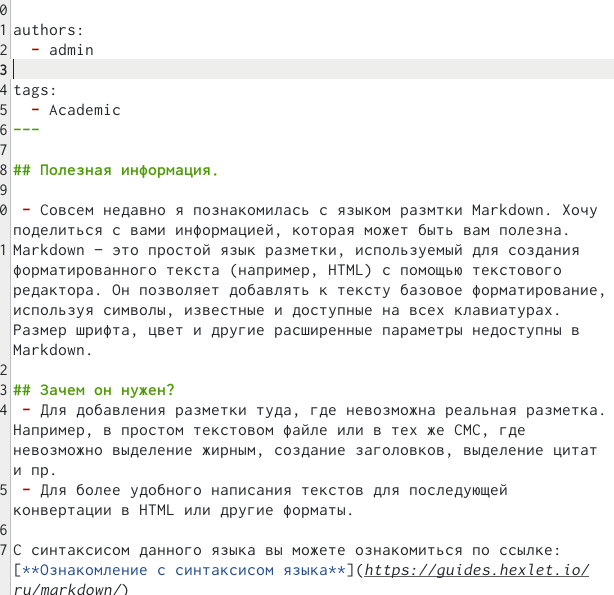 0
1 authors:
2   - admin
3
4 tags:
5   - Academic
6 ---
7
8 ## Полезная информация.
9
0  - Совсем недавно я познакомилась с языком размтки Markdown. Хочу
поделиться с вами информацией, которая может быть вам полезна.
1 Markdown – это простой язык разметки, используемый для создания
форматированного текста (например, HTML) с помощью текстового
редактора. Он позволяет добавлять к тексту базовое форматирование,
используя символы, известные и доступные на всех клавиатурах.
Размер шрифта, цвет и другие расширенные параметры недоступны в
Markdown.
2
3 ## Зачем он нужен?
4  - Для добавления разметки туда, где невозможна реальная разметка.
Например, в простом текстовом файле или в тех же СМС, где
невозможно выделение жирным, создание заголовков, выделение цитат
и пр.
5  - Для более удобного написания текстов для последующей
конвертации в HTML или другие форматы.
6
7 С синтаксисом данного языка вы можете ознакомиться по ссылке:
[**Ознакомление с синтаксисом языка**](https://guides.hexlet.io/
ru/markdown/)